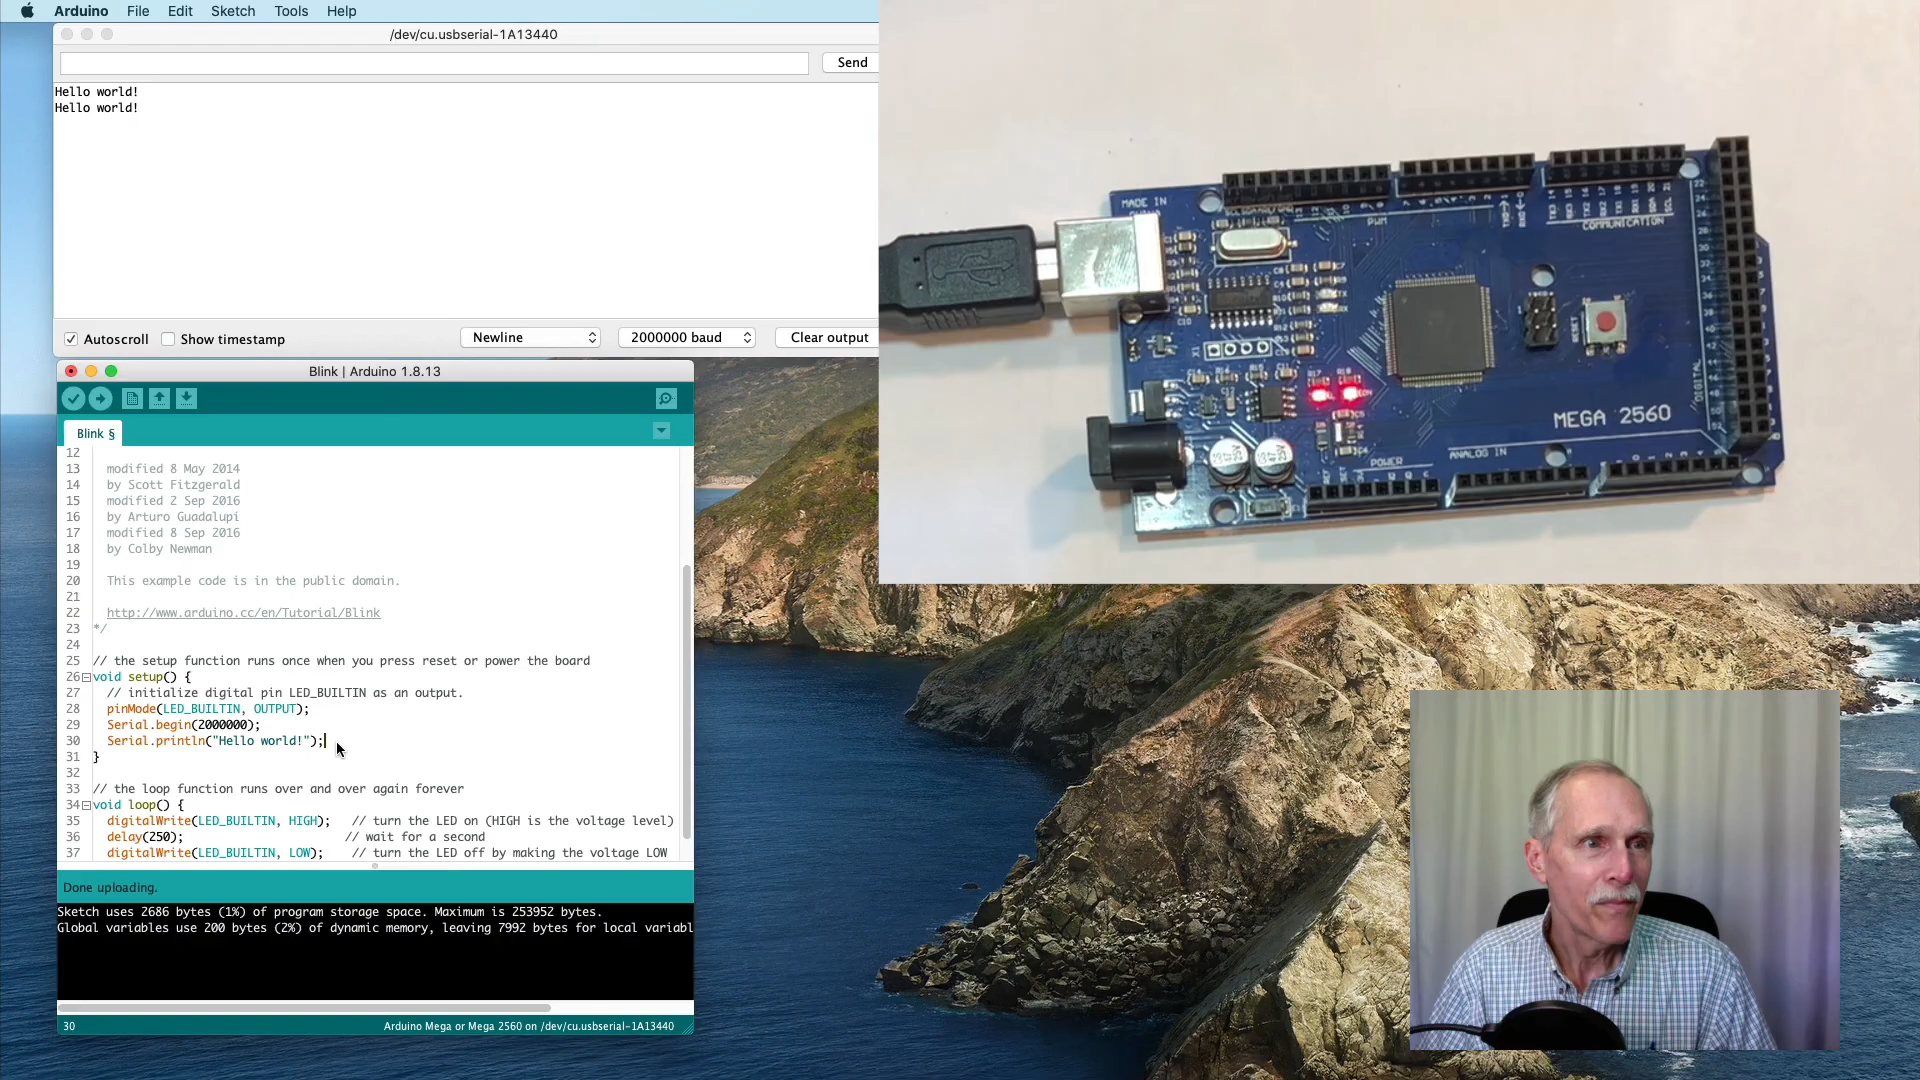 Arduino File Edit Sketch Tools Help
/dev/cu.usbserial-1A13440
Send
Hello world!
Hello world!
Autoscroll Show timestamp Newline 2000000 baud Clear output
Blink | Arduino 1.8.13
Blink §
12
13 modified 8 May 2014
14 by Scott Fitzgerald
15 modified 2 Sep 2016
16 by Arturo Guadalupi
17 modified 8 Sep 2016
18 by Colby Newman
19
20 This example code is in the public domain.
21
22 http://www.arduino.cc/en/Tutorial/Blink
23 */
24
25 // the setup function runs once when you press reset or power the board
26 void setup() {
27 // initialize digital pin LED_BUILTIN as an output.
28 pinMode(LED_BUILTIN, OUTPUT);
29 Serial.begin(2000000);
30 Serial.println("Hello world!");
31 }
32
33 // the loop function runs over and over again forever
34 void loop() {
35 digitalWrite(LED_BUILTIN, HIGH); // turn the LED on (HIGH is the voltage level)
36 delay(250); // wait for a second
37 digitalWrite(LED_BUILTIN, LOW); // turn the LED off by making the voltage LOW
Done uploading.
Sketch uses 2686 bytes (1%) of program storage space. Maximum is 253952 bytes.
Global variables use 200 bytes (2%) of dynamic memory, leaving 7992 bytes for local variabl
30 Arduino Mega or Mega 2560 on /dev/cu.usbserial-1A13440
MADE IN
PWM
COMMUNICATION
RESET
DIGITAL
MEGA 2560
POWER
ANALOG IN